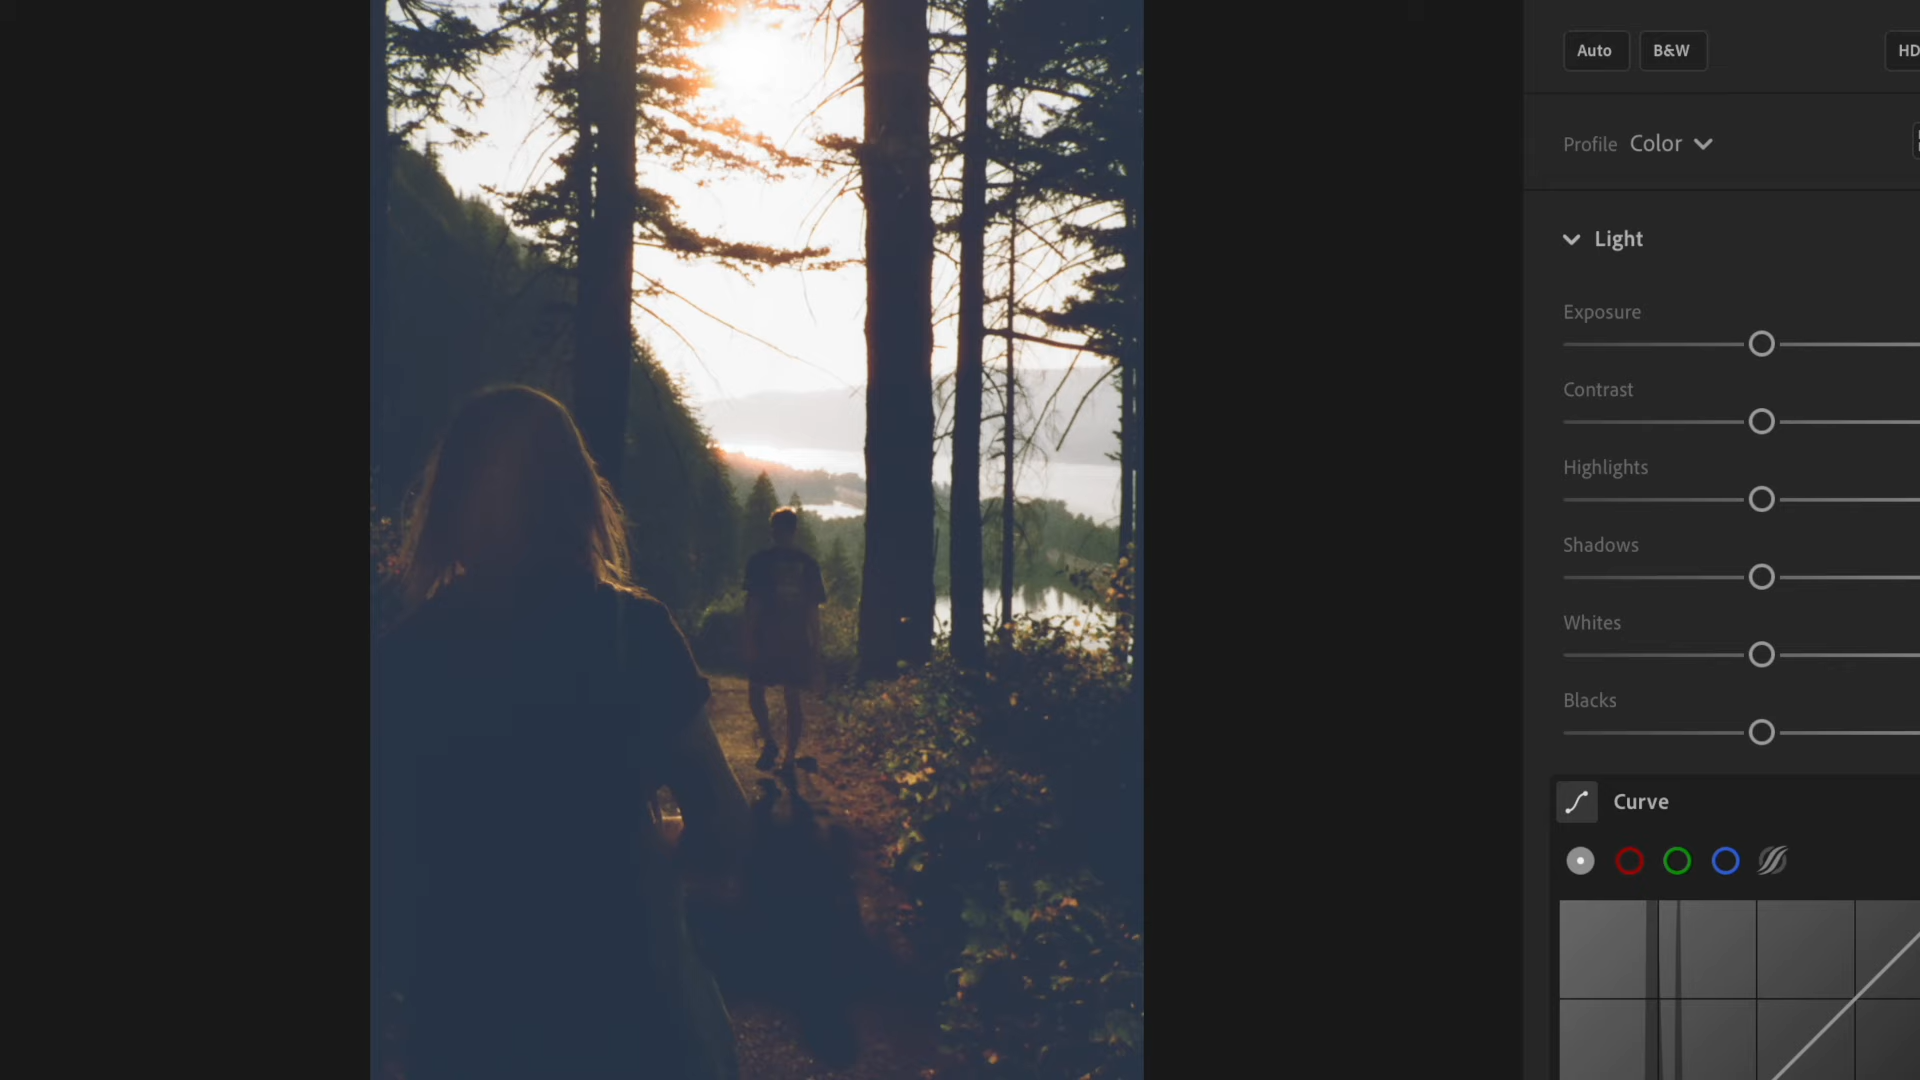 Auto B&W HD
Profile Color
Light
Exposure
Contrast
Highlights
Shadows
Whites
Blacks
Curve